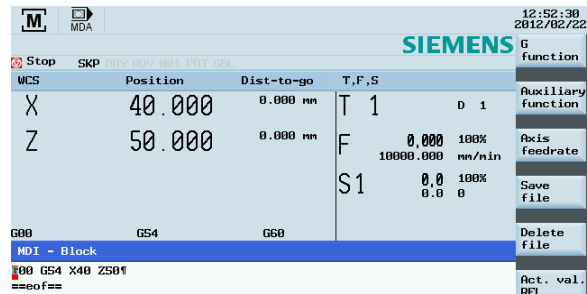 M
MDA
12:52:30
2012/02/22
SIEMENS
G
function
Stop SKP DRY ROV M01 PRT SBL
WCS Position Dist-to-go T,F,S
Auxiliary
function
X 40.000 0.000 mm T 1 D 1
Z 50.000 0.000 mm F 0,000 100%
10000.000 mm/min
Axis
feedrate
S1 0,0 100%
0.0 0
Save
file
G00 G54 G60
Delete
file
MDI - Block
G00 G54 X40 Z50¶
==eof==
Act. val.
REL